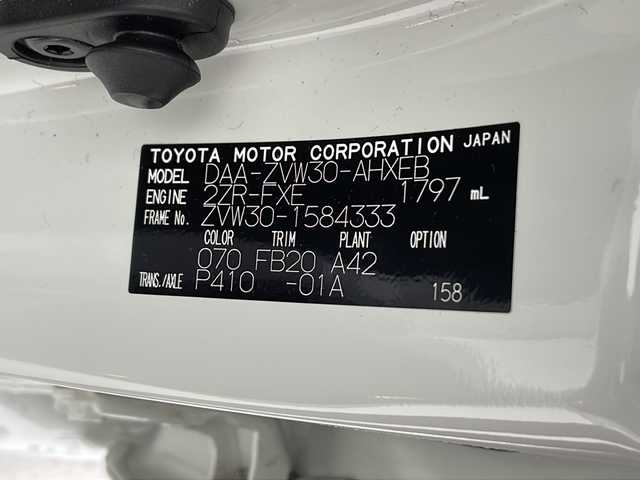 TOYOTA MOTOR CORPORATION JAPAN
MODEL DAA-ZVW30-AHXEB
ENGINE 2ZR-FXE 1797 mL
FRAME No. ZVW30-1584333
COLOR TRIM PLANT OPTION
070 FB20 A42
TRANS./AXLE P410 -01A 158